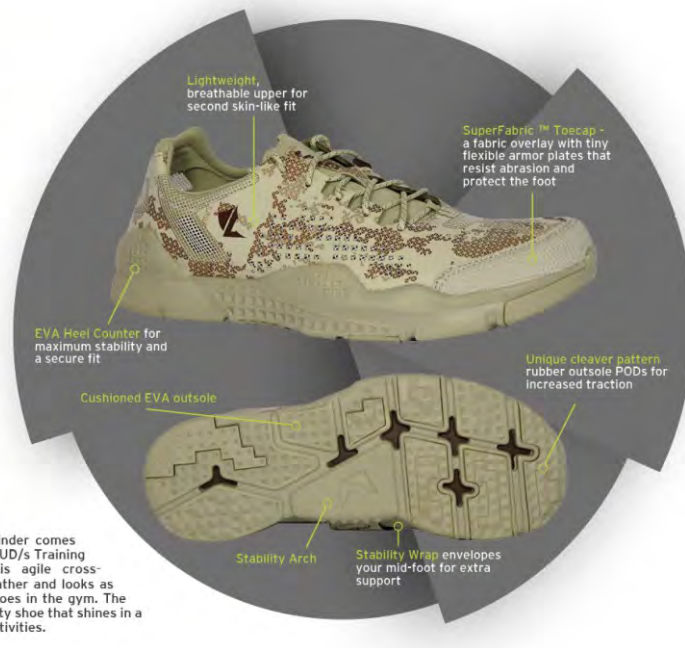 Lightweight,
breathable upper for
second skin-like fit
SuperFabric ™ Toecap -
a fabric overlay with tiny
flexible armor plates that
resist abrasion and
protect the foot
EVA Heel Counter for
maximum stability and
a secure fit
Unique cleaver pattern
rubber outsole PODs for
increased traction
Cushioned EVA outsole
Stability Arch
Stability Wrap envelopes
your mid-foot for extra
support
inder comes
UD/s Training
is agile cross-
ather and looks as
oes in the gym. The
ty shoe that shines in a
tivities.